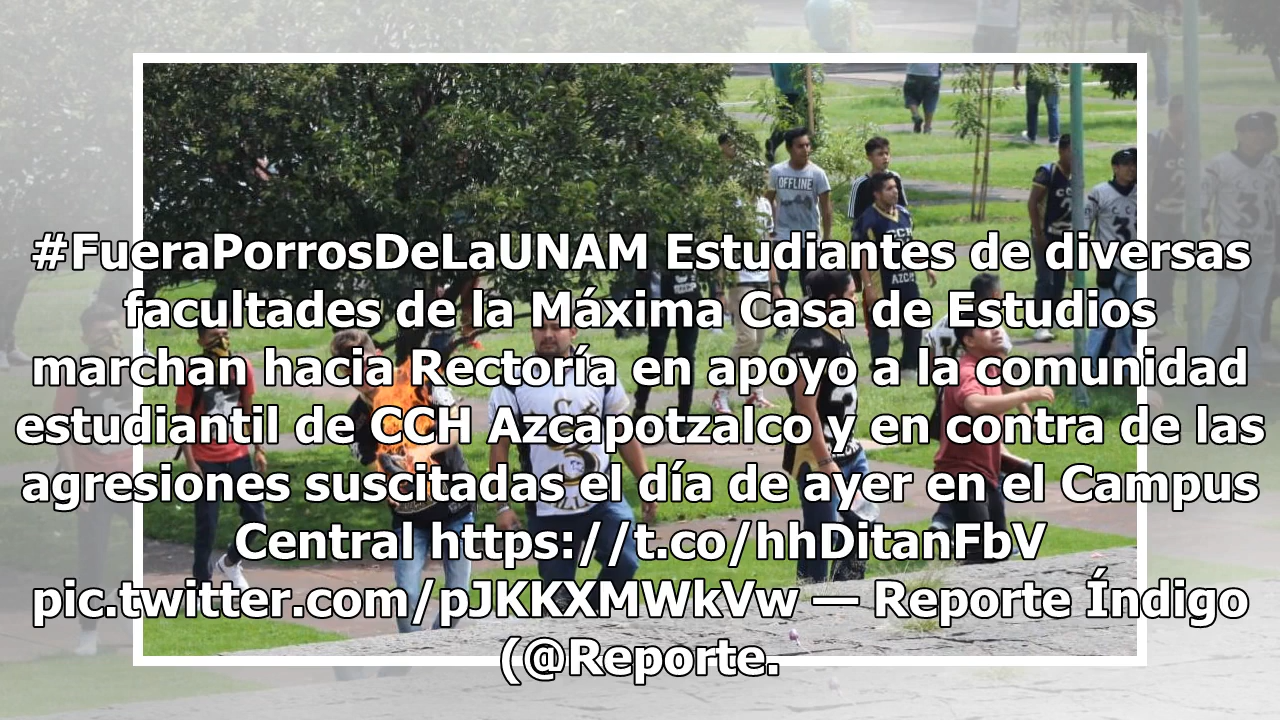 OFFLINE
#FueraPorrosDeLaUNAM Estudiantes de diversas
facultades de la Máxima Casa de Estudios
marchan hacia Rectoría en apoyo a la comunidad
estudiantil de CCH Azcapotzalco y en contra de las
agresiones suscitadas el día de ayer en el Campus
Central https://t.co/hhDitanFbV
pic.twitter.com/pJKKXMWkVw — Reporte Índigo
(@Reporte.